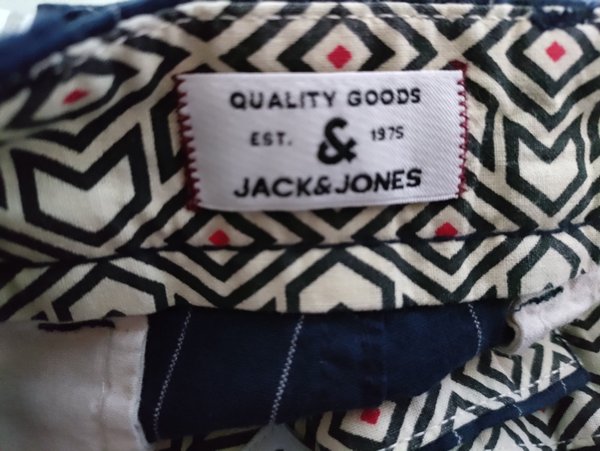 QUALITY GOODS
EST. & 1975
JACK&JONES